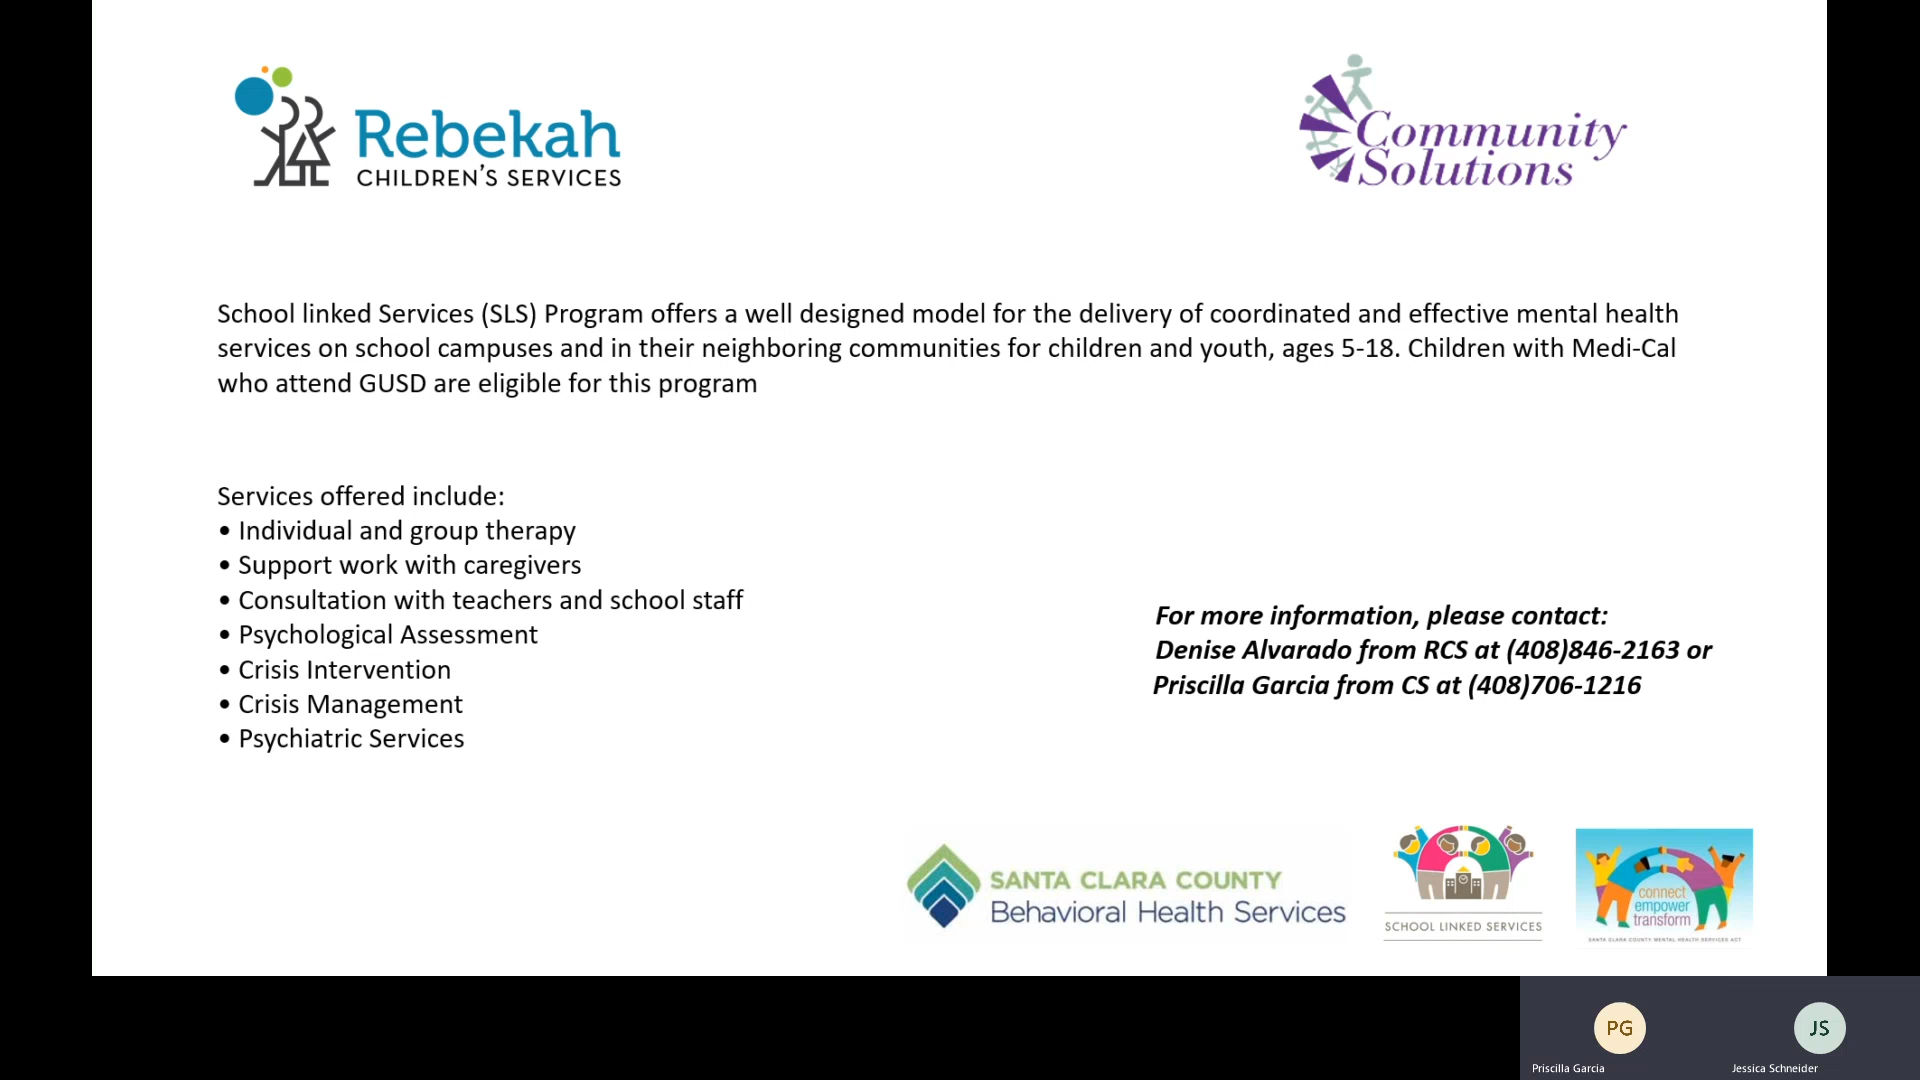 Rebekah
CHILDREN'S SERVICES
Community
Solutions
School linked Services (SLS) Program offers a well designed model for the delivery of coordinated and effective mental health
services on school campuses and in their neighboring communities for children and youth, ages 5-18. Children with Medi-Cal
who attend GUSD are eligible for this program
Services offered include:
• Individual and group therapy
• Support work with caregivers
• Consultation with teachers and school staff
• Psychological Assessment
• Crisis Intervention
• Crisis Management
• Psychiatric Services
For more information, please contact:
Denise Alvarado from RCS at (408)846-2163 or
Priscilla Garcia from CS at (408)706-1216
SANTA CLARA COUNTY
Behavioral Health Services
SCHOOL LINKED SERVICES
connect
empower
transform
SANTA CLARA COUNTY MENTAL HEALTH SERVICES ACT
PG
JS
Priscilla Garcia
Jessica Schneider